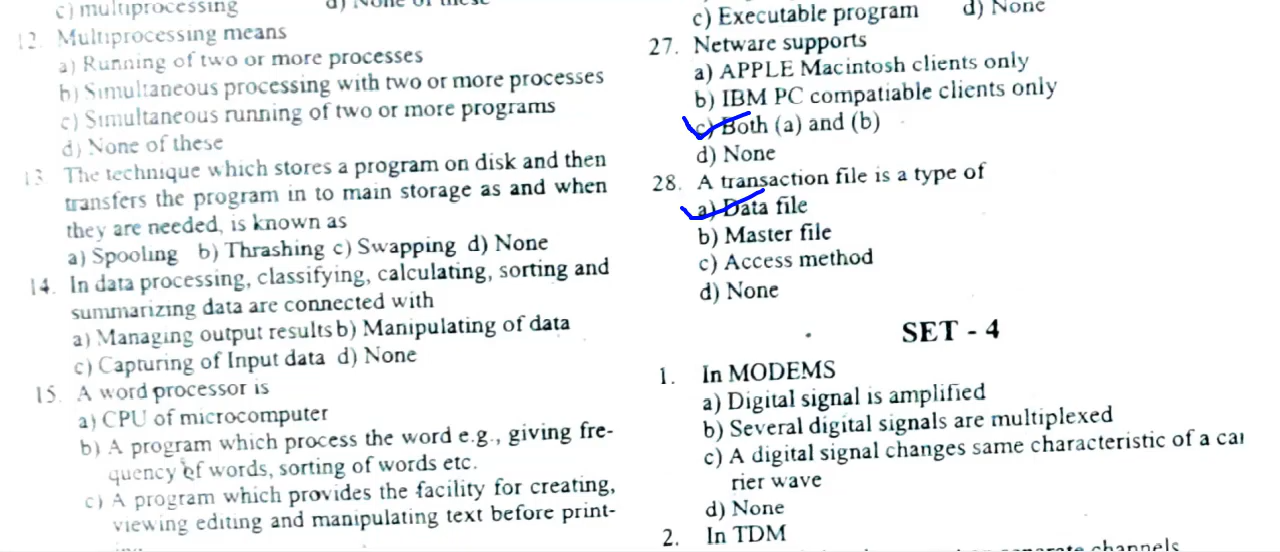 c) multiprocessing d) None of these
12. Multiprocessing means
a) Running of two or more processes
b) Simultaneous processing with two or more processes
c) Simultaneous running of two or more programs
d) None of these
13 The technique which stores a program on disk and then
transfers the program in to main storage as and when
they are needed, is known as
a) Spooling b) Thrashing c) Swapping d) None
14. In data processing, classifying, calculating, sorting and
summarizing data are connected with
a) Managing output results b) Manipulating of data
c) Capturing of Input data d) None
15. A word processor is
a) CPU of microcomputer
b) A program which process the word e.g., giving fre-
quency of words, sorting of words etc.
c) A program which provides the facility for creating,
viewing editing and manipulating text before print-
c) Executable program d) None
27. Netware supports
a) APPLE Macintosh clients only
b) IBM PC compatiable clients only
c) Both (a) and (b)
d) None
28. A transaction file is a type of
a) Data file
b) Master file
c) Access method
d) None
SET - 4
1. In MODEMS
a) Digital signal is amplified
b) Several digital signals are multiplexed
c) A digital signal changes same characteristic of a car
rier wave
d) None
2. In TDM
channels